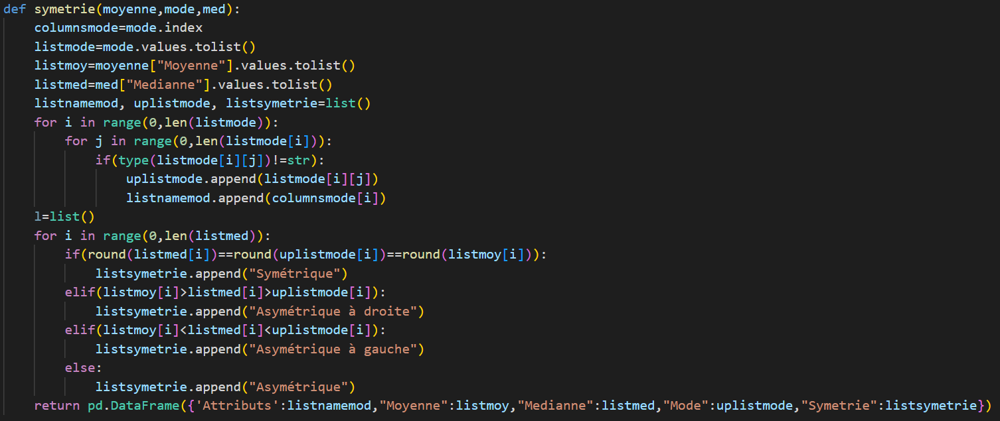 def symetrie(moyenne,mode,med):
    columnsmode=mode.index
    listmode=mode.values.tolist()
    listmoy=moyenne["Moyenne"].values.tolist()
    listmed=med["Medianne"].values.tolist()
    listnamemod, uplistmode, listsymetrie=list()
    for i in range(0,len(listmode)):
        for j in range(0,len(listmode[i])):
            if(type(listmode[i][j])!=str):
                uplistmode.append(listmode[i][j])
                listnamemod.append(columnsmode[i])
    l=list()
    for i in range(0,len(listmed)):
        if(round(listmed[i])==round(uplistmode[i])==round(listmoy[i])):
            listsymetrie.append("Symétrique")
        elif(listmoy[i]>listmed[i]>uplistmode[i]):
            listsymetrie.append("Asymétrique à droite")
        elif(listmoy[i]<listmed[i]<uplistmode[i]):
            listsymetrie.append("Asymétrique à gauche")
        else:
            listsymetrie.append("Asymétrique")
    return pd.DataFrame({'Attributs':listnamemod,"Moyenne":listmoy,"Medianne":listmed,"Mode":uplistmode,"Symetrie":listsymetrie})